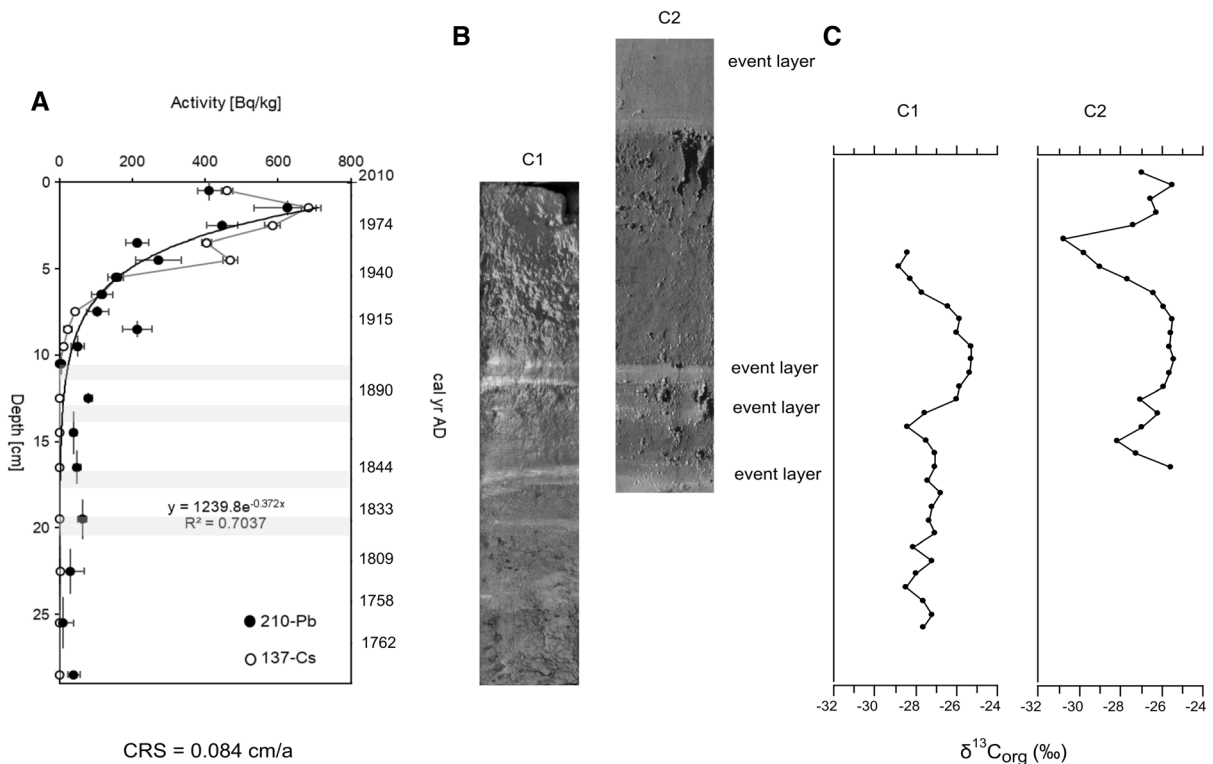 A
Activity [Bq/kg]
0 200 400 600 800
0
5
10
15
20
25
Depth [cm]
2010
1974
1940
1915
1890
1844
1833
1809
1758
1762
cal yr AD
y = 1239.8e^-0.372x
R² = 0.7037
210-Pb
137-Cs
CRS = 0.084 cm/a
B
C1
C2
event layer
event layer
event layer
event layer
C
C1
C2
-32 -30 -28 -26 -24
-32 -30 -28 -26 -24
δ¹³Corg (‰)